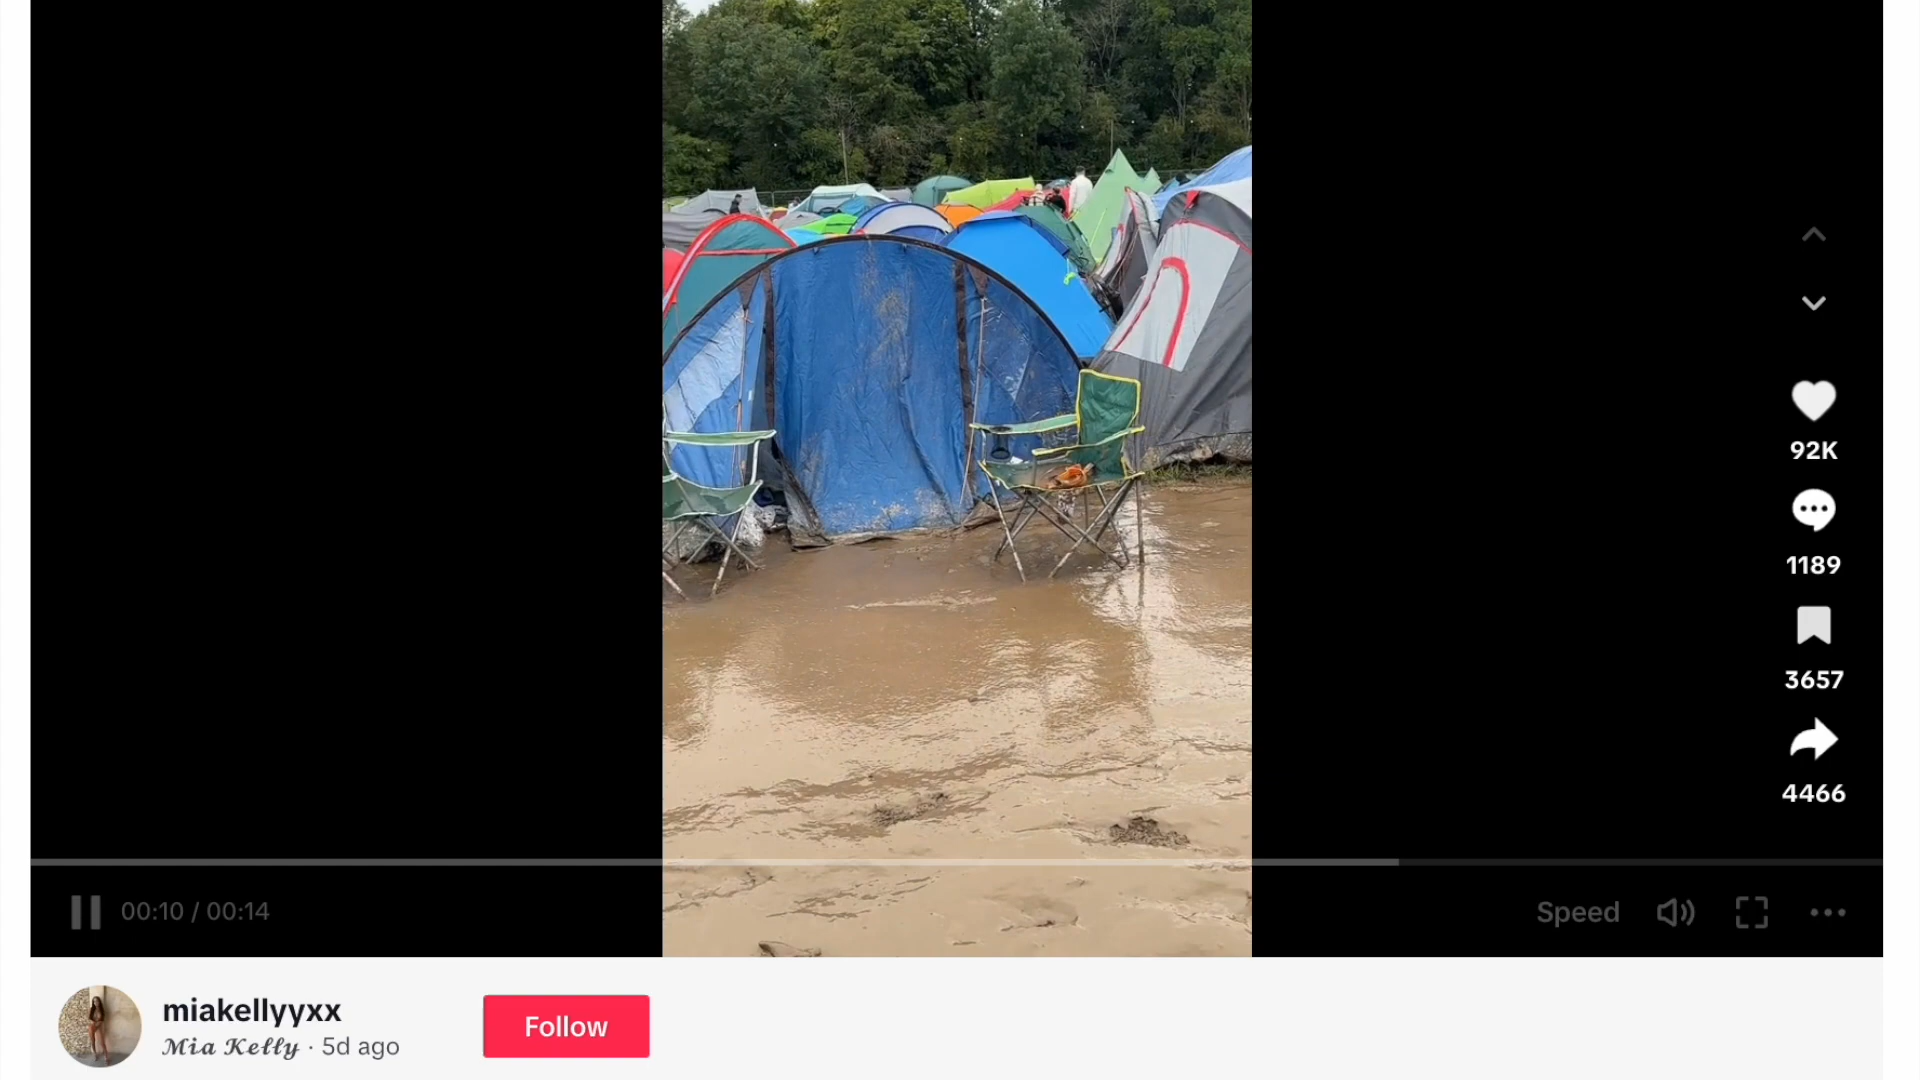 92K
1189
3657
4466
00:10 / 00:14
Speed
miakellyyxx
Mia Kelly · 5d ago
Follow